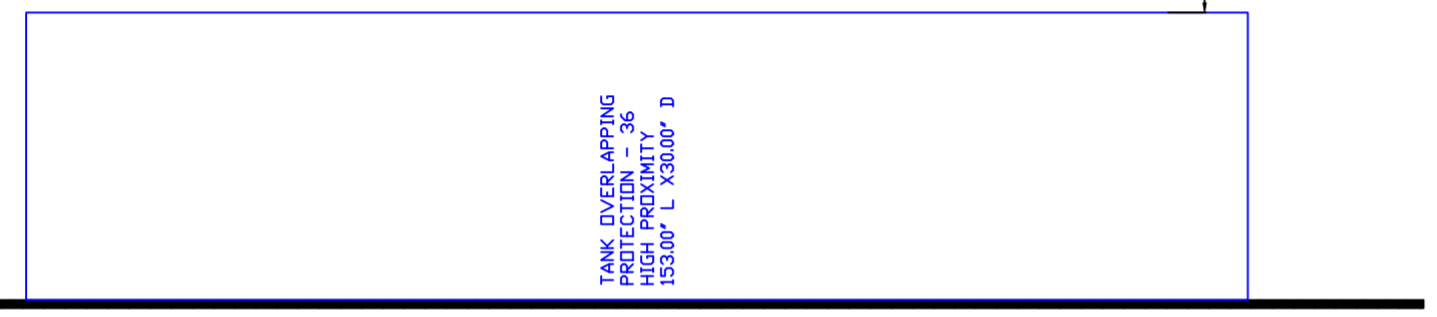 TANK OVERLAPPING
PROTECTION - 36
HIGH PROXIMITY
153.00" L X30.00" D